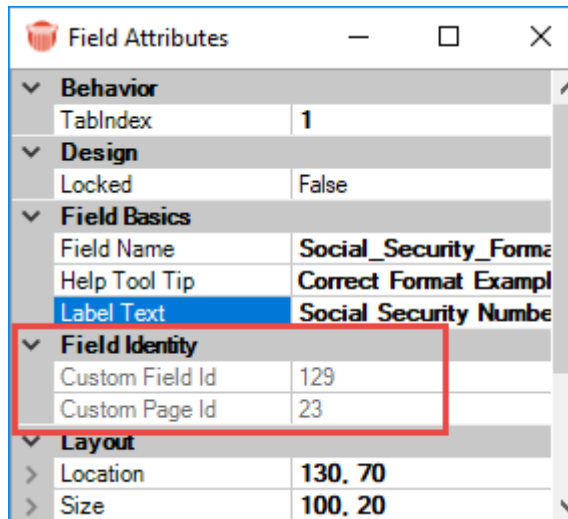 Field Attributes
Behavior
TabIndex 1
Design
Locked False
Field Basics
Field Name Social_Security_Forma
Help Tool Tip Correct Format Exampl
Label Text Social Security Numbe
Field Identity
Custom Field Id 129
Custom Page Id 23
Layout
Location 130, 70
Size 100, 20